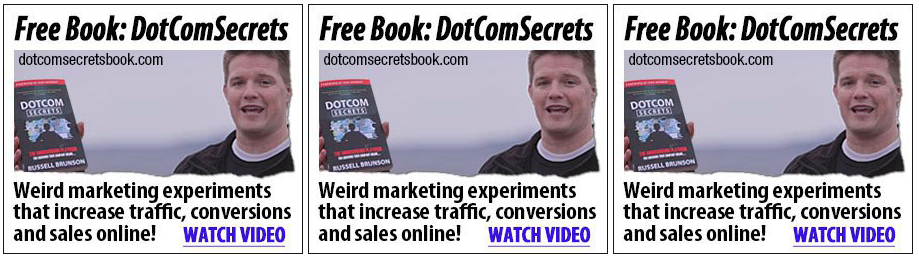 Free Book: DotComSecrets
dotcomsecretsbook.com
DOTCOM
SECRETS
RUSSELL BRUNSON
Weird marketing experiments
that increase traffic, conversions
and sales online! WATCH VIDEO
Free Book: DotComSecrets
dotcomsecretsbook.com
DOTCOM
SECRETS
RUSSELL BRUNSON
Weird marketing experiments
that increase traffic, conversions
and sales online! WATCH VIDEO
Free Book: DotComSecrets
dotcomsecretsbook.com
DOTCOM
SECRETS
RUSSELL BRUNSON
Weird marketing experiments
that increase traffic, conversions
and sales online! WATCH VIDEO